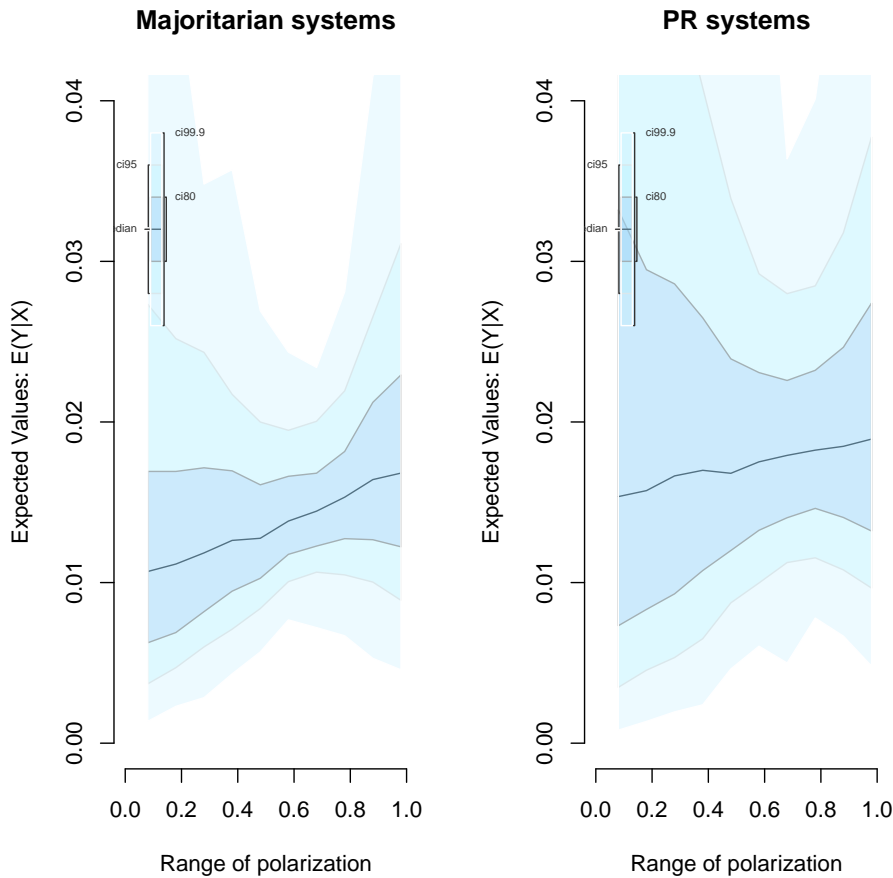 Majoritarian systems
0.04
0.03
0.02
0.01
0.00
Expected Values: E(Y|X)
ci99.9
ci95
ci80
dian
0.0 0.2 0.4 0.6 0.8 1.0
Range of polarization
PR systems
0.04
0.03
0.02
0.01
0.00
Expected Values: E(Y|X)
ci99.9
ci95
ci80
dian
0.0 0.2 0.4 0.6 0.8 1.0
Range of polarization